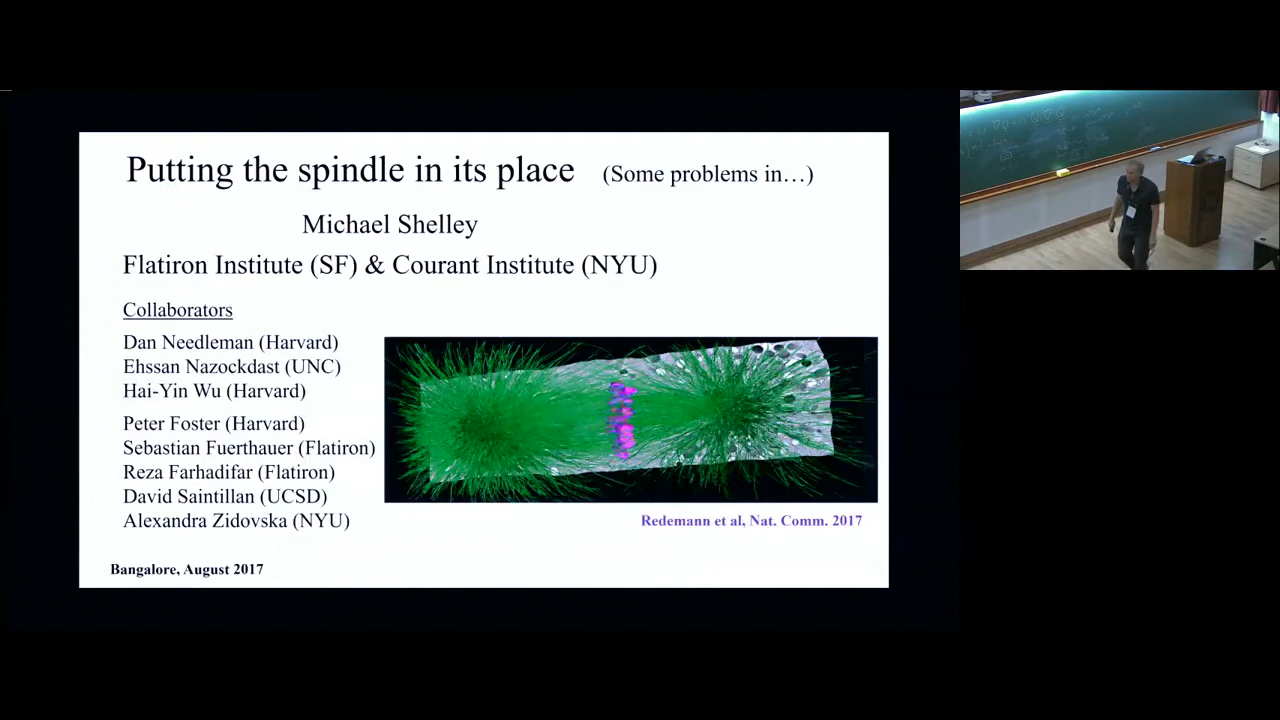 Putting the spindle in its place (Some problems in…)
Michael Shelley
Flatiron Institute (SF) & Courant Institute (NYU)
Collaborators
Dan Needleman (Harvard)
Ehssan Nazockdast (UNC)
Hai-Yin Wu (Harvard)
Peter Foster (Harvard)
Sebastian Fuerthauer (Flatiron)
Reza Farhadifar (Flatiron)
David Saintillan (UCSD)
Alexandra Zidovska (NYU)
Redemann et al, Nat. Comm. 2017
Bangalore, August 2017